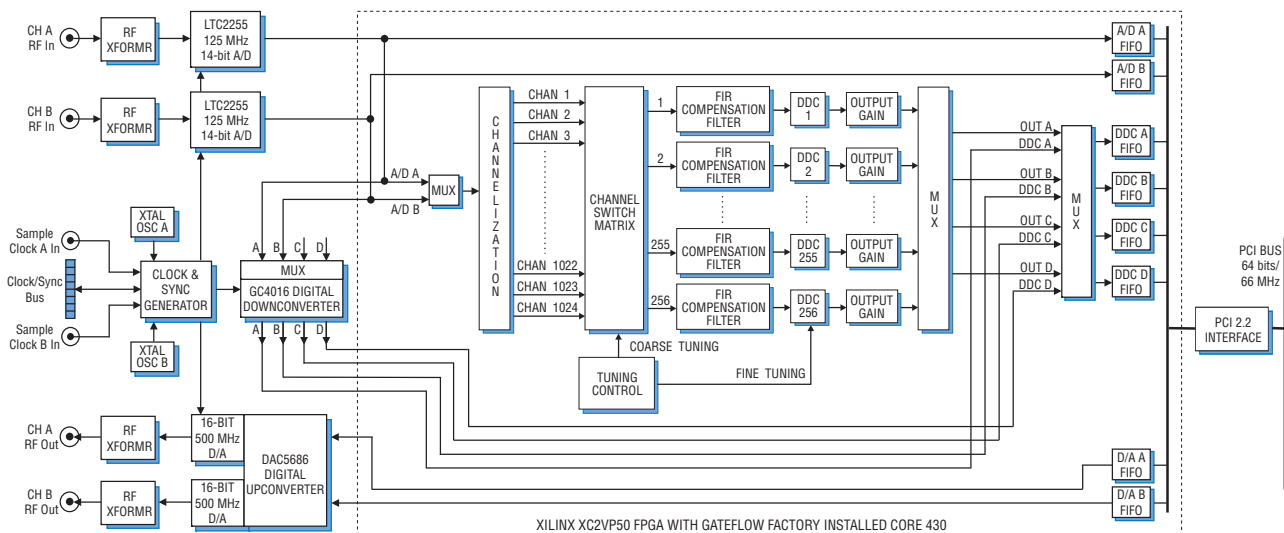 CH A
RF In
RF
XFORMR
LTC2255
125 MHz
14-bit A/D
CH B
RF In
RF
XFORMR
LTC2255
125 MHz
14-bit A/D
XTAL
OSC A
Sample
Clock A In
Clock/Sync
Bus
Sample
Clock B In
CLOCK &
SYNC
GENERATOR
XTAL
OSC B
A B C D
MUX
GC4016 DIGITAL
DOWNCONVERTER
A B C D
CH A
RF Out
RF
XFORMR
16-BIT
500 MHz
D/A
CH B
RF Out
RF
XFORMR
16-BIT
500 MHz
D/A
DAC5686
DIGITAL
UPCONVERTER
A/D A
A/D B
MUX
CHANNELIZATION
CHAN 1
CHAN 2
CHAN 3
CHAN 1022
CHAN 1023
CHAN 1024
CHANNEL
SWITCH
MATRIX
1
FIR
COMPENSATION
FILTER
DDC
1
OUTPUT
GAIN
2
FIR
COMPENSATION
FILTER
DDC
2
OUTPUT
GAIN
255
FIR
COMPENSATION
FILTER
DDC
255
OUTPUT
GAIN
256
FIR
COMPENSATION
FILTER
DDC
256
OUTPUT
GAIN
COARSE TUNING
TUNING
CONTROL
FINE TUNING
MUX
OUT A
DDC A
OUT B
DDC B
OUT C
DDC C
OUT D
DDC D
MUX
A/D A
FIFO
A/D B
FIFO
DDC A
FIFO
DDC B
FIFO
DDC C
FIFO
DDC D
FIFO
D/A A
FIFO
D/A B
FIFO
PCI 2.2
INTERFACE
PCI BUS
64 bits/
66 MHz
XILINX XC2VP50 FPGA WITH GATEFLOW FACTORY INSTALLED CORE 430